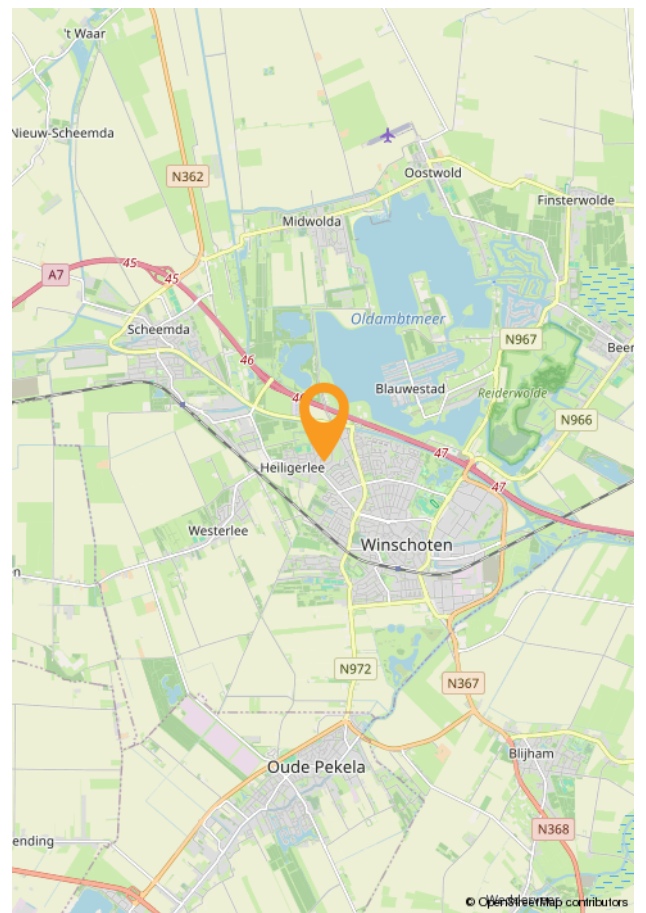 't Waar
Nieuw-Scheemda
N362
Oostwold
Finsterwolde
Midwolda
45
A7
45
Oldambtmeer
Scheemda
N967
Beer
46
Blauwestad
Reiderwolde
N966
47
Heiligerlee
47
Westerlee
Winschoten
N972
N367
Blijham
Oude Pekela
N368
ending
© OpenStreetMap contributors